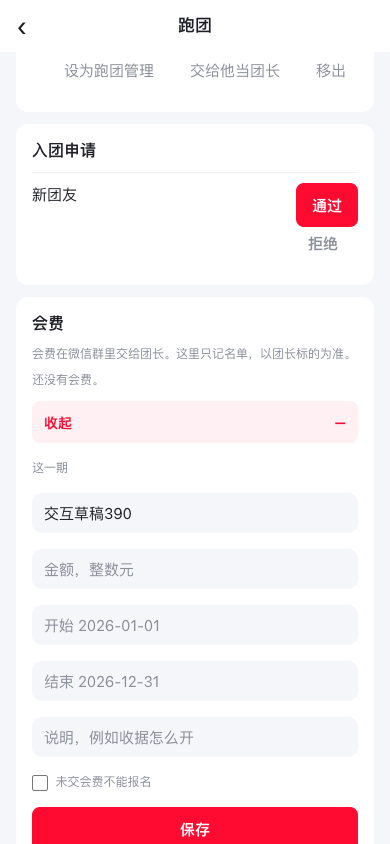 跑团
设为跑团管理 交给他当团长 移出
入团申请
新团友
通过
拒绝
会费
会费在微信群里交给团长。这里只记名单，以团长标的为准。
还没有会费。
收起
这一期
交互草稿390
金额，整数元
开始 2026-01-01
结束 2026-12-31
说明，例如收据怎么开
未交会费不能报名
保存